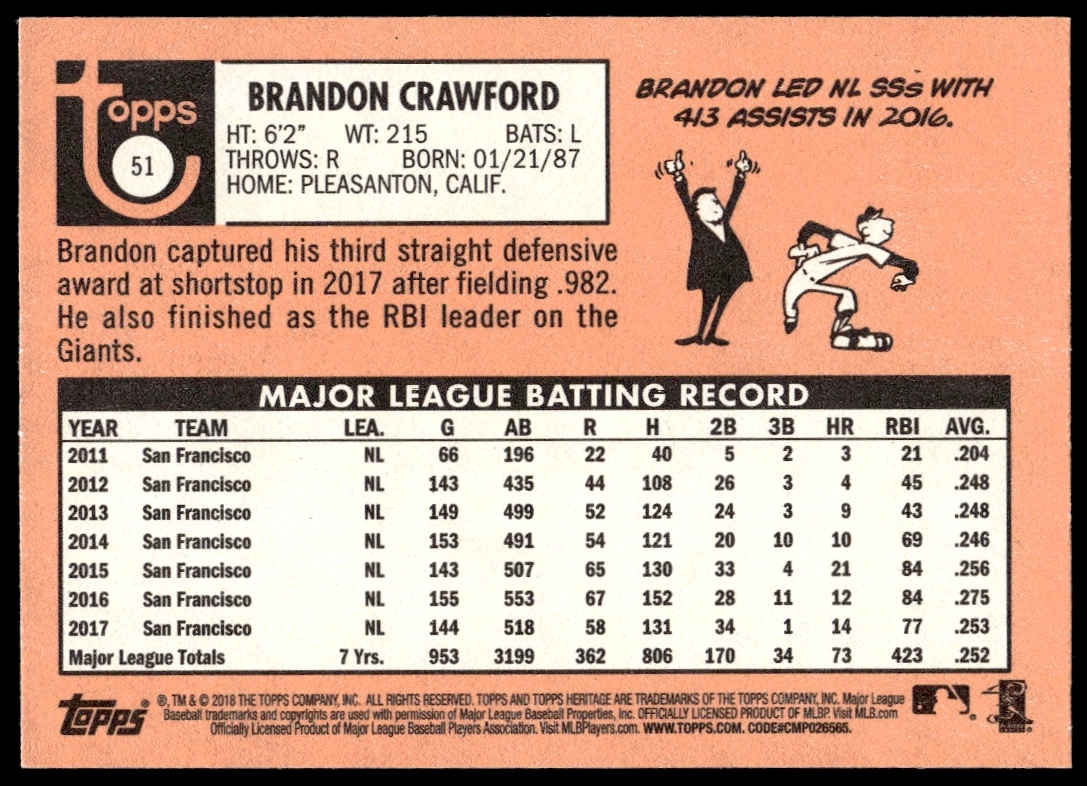 topps
51
BRANDON CRAWFORD
HT: 6'2" WT: 215 BATS: L
THROWS: R BORN: 01/21/87
HOME: PLEASANTON, CALIF.
BRANDON LED NL SSs WITH
413 ASSISTS IN 2016.
Brandon captured his third straight defensive
award at shortstop in 2017 after fielding .982.
He also finished as the RBI leader on the
Giants.
MAJOR LEAGUE BATTING RECORD
YEAR TEAM LEA. G AB R H 2B 3B HR RBI AVG.
2011 San Francisco NL 66 196 22 40 5 2 3 21 .204
2012 San Francisco NL 143 435 44 108 26 3 4 45 .248
2013 San Francisco NL 149 499 52 124 24 3 9 43 .248
2014 San Francisco NL 153 491 54 121 20 10 10 69 .246
2015 San Francisco NL 143 507 65 130 33 4 21 84 .256
2016 San Francisco NL 155 553 67 152 28 11 12 84 .275
2017 San Francisco NL 144 518 58 131 34 1 14 77 .253
Major League Totals 7 Yrs. 953 3199 362 806 170 34 73 423 .252
topps
®, TM & © 2018 THE TOPPS COMPANY, INC. ALL RIGHTS RESERVED. TOPPS AND TOPPS HERITAGE ARE TRADEMARKS OF THE TOPPS COMPANY, INC. Major League
Baseball trademarks and copyrights are used with permission of Major League Baseball Properties, Inc. OFFICIALLY LICENSED PRODUCT OF MLBP. Visit MLB.com
Officially Licensed Product of Major League Baseball Players Association. Visit MLBPlayers.com. WWW.TOPPS.COM. CODE#CMP026565.